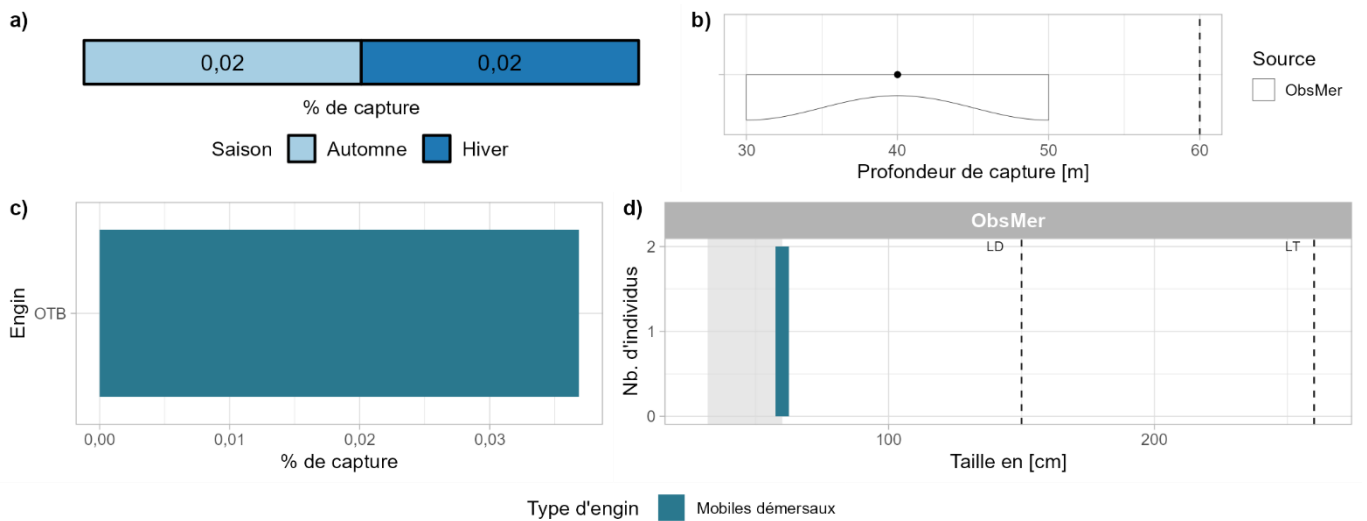 a)
0,02 0,02
% de capture
Saison Automne Hiver
b)
30 40 50 60
Profondeur de capture [m]
Source
ObsMer
c)
Engin
OTB
0,00 0,01 0,02 0,03
% de capture
d)
ObsMer
Nb. d'individus
2
1
0
LD LT
100 200
Taille en [cm]
Type d'engin Mobiles démersaux